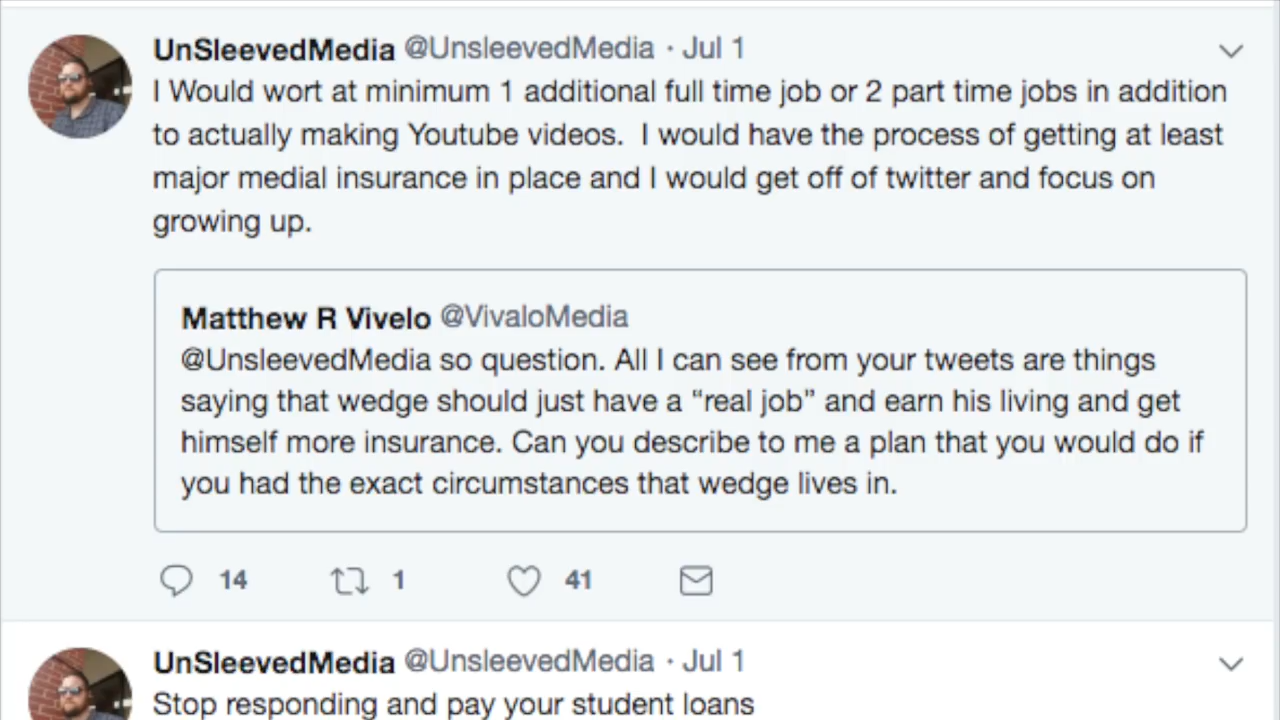 UnSleevedMedia @UnsleevedMedia · Jul 1
I Would wort at minimum 1 additional full time job or 2 part time jobs in addition
to actually making Youtube videos.  I would have the process of getting at least
major medial insurance in place and I would get off of twitter and focus on
growing up.
Matthew R Vivelo @VivaloMedia
@UnsleevedMedia so question. All I can see from your tweets are things
saying that wedge should just have a “real job” and earn his living and get
himself more insurance. Can you describe to me a plan that you would do if
you had the exact circumstances that wedge lives in.
14 1 41
UnSleevedMedia @UnsleevedMedia · Jul 1
Stop responding and pay your student loans